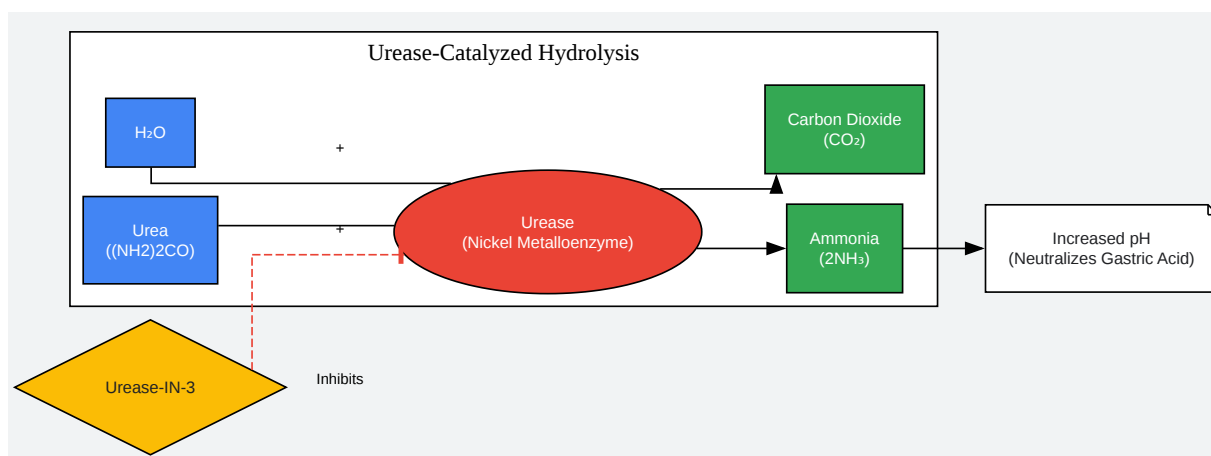 Urease-Catalyzed Hydrolysis
H₂O
+
Carbon Dioxide
(CO₂)
Urea
((NH2)2CO)
+
Urease
(Nickel Metalloenzyme)
Ammonia
(2NH₃)
Increased pH
(Neutralizes Gastric Acid)
Urease-IN-3
Inhibits